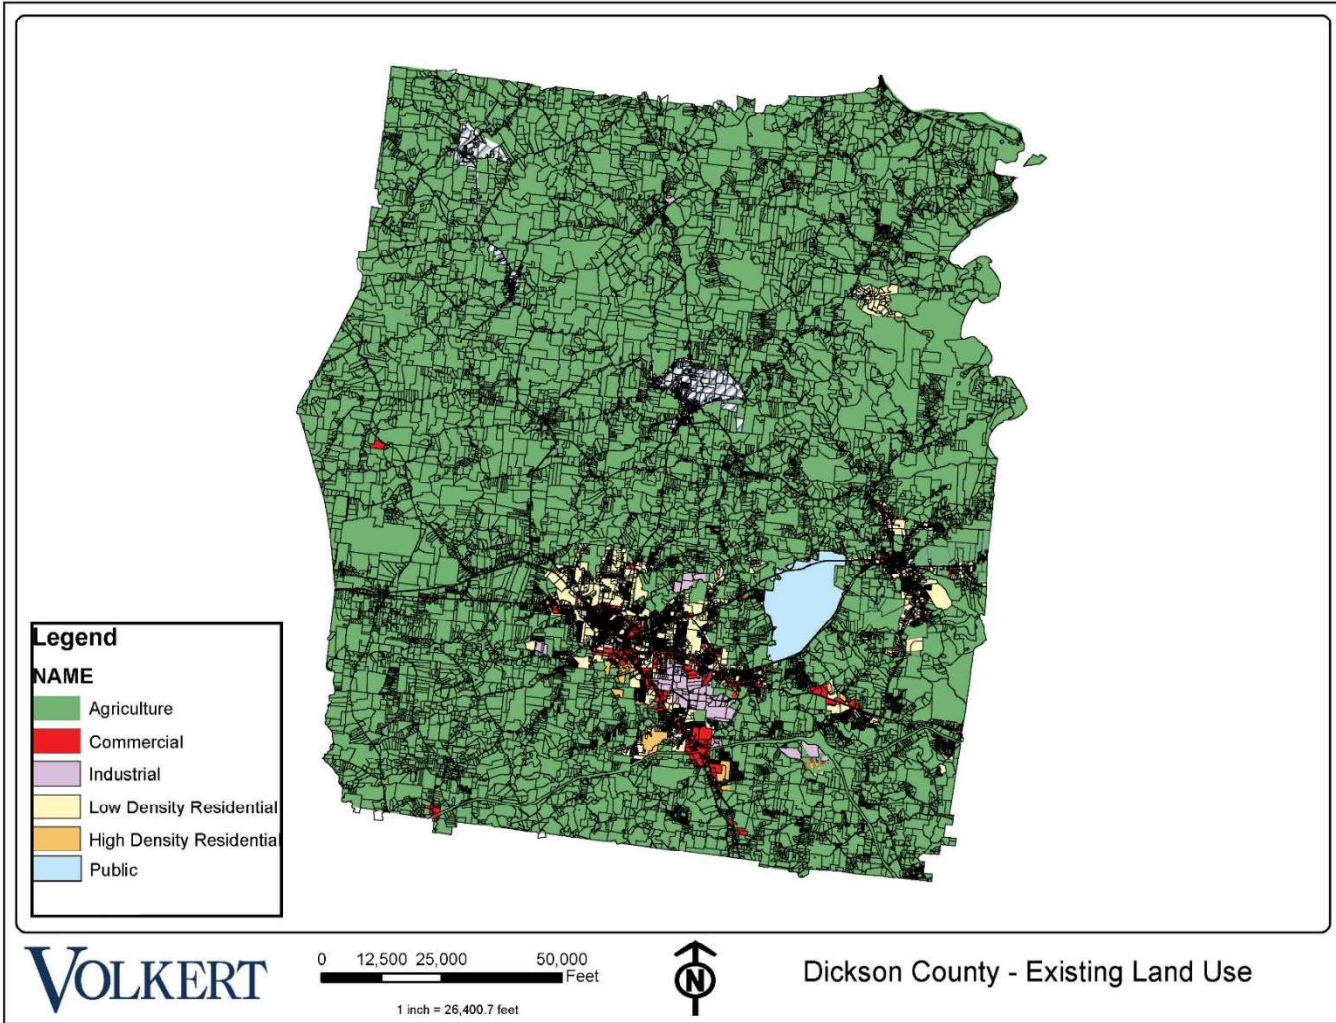 Legend
NAME
Agriculture
Commercial
Industrial
Low Density Residential
High Density Residential
Public
VOLKERT
0 12,500 25,000 50,000
Feet
1 inch = 26,400.7 feet
N
Dickson County - Existing Land Use